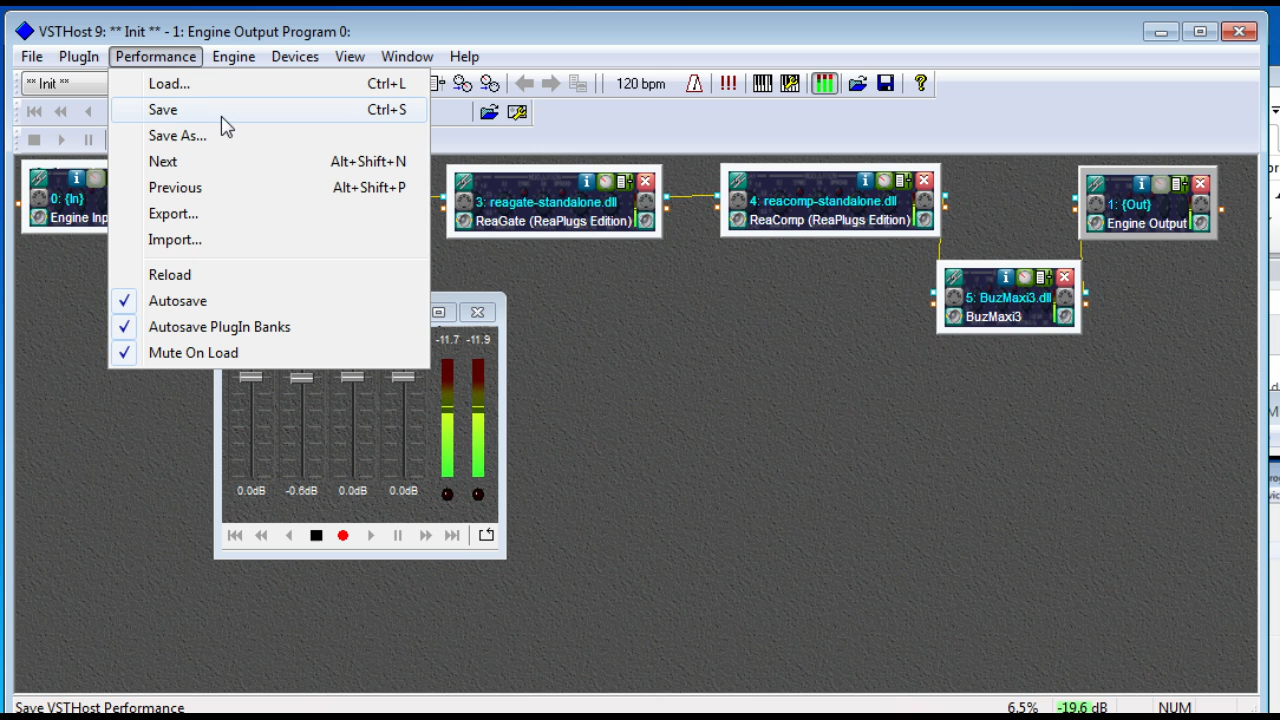 VSTHost 9: ** Init ** - 1: Engine Output Program 0:
File PlugIn Performance Engine Devices View Window Help
** Init **
120 bpm
Load... Ctrl+L
Save Ctrl+S
Save As...
Next Alt+Shift+N
Previous Alt+Shift+P
Export...
Import...
Reload
Autosave
Autosave PlugIn Banks
Mute On Load
0: {In}
Engine Inp
3: reagate-standalone.dll
ReaGate (ReaPlugs Edition)
4: reacomp-standalone.dll
ReaComp (ReaPlugs Edition)
1: {Out}
Engine Output
5: BuzMaxi3.dll
BuzMaxi3
-11.7 -11.9
0.0dB -0.6dB 0.0dB 0.0dB
Save VSTHost Performance 6.5% -19.6 dB NUM